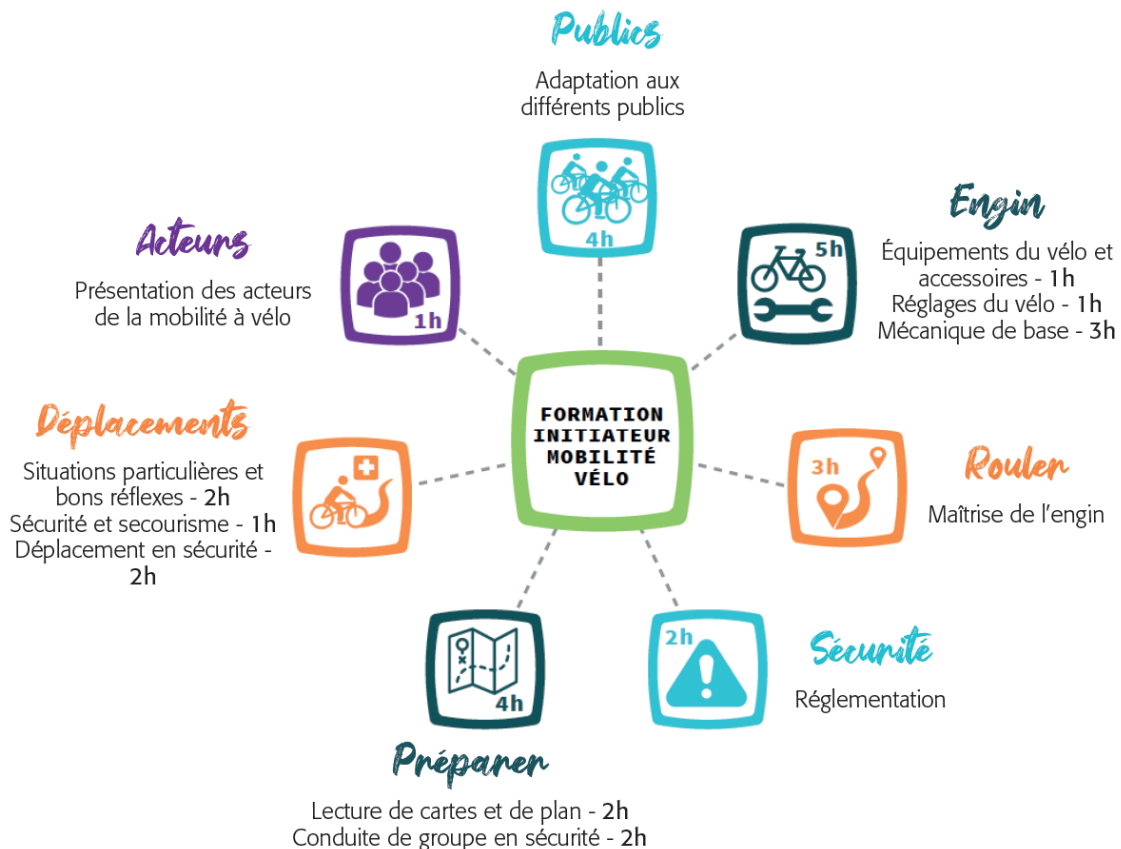 Publics
Adaptation aux
différents publics
4h
Engin
5h
Équipements du vélo et
accessoires - 1h
Réglages du vélo - 1h
Mécanique de base - 3h
Acteurs
Présentation des acteurs
de la mobilité à vélo
1h
FORMATION
INITIATEUR
MOBILITÉ
VÉLO
Déplacements
Situations particulières et
bons réflexes - 2h
Sécurité et secourisme - 1h
Déplacement en sécurité -
2h
3h
Rouler
Maîtrise de l'engin
2h
Sécurité
Réglementation
4h
Préparer
Lecture de cartes et de plan - 2h
Conduite de groupe en sécurité - 2h